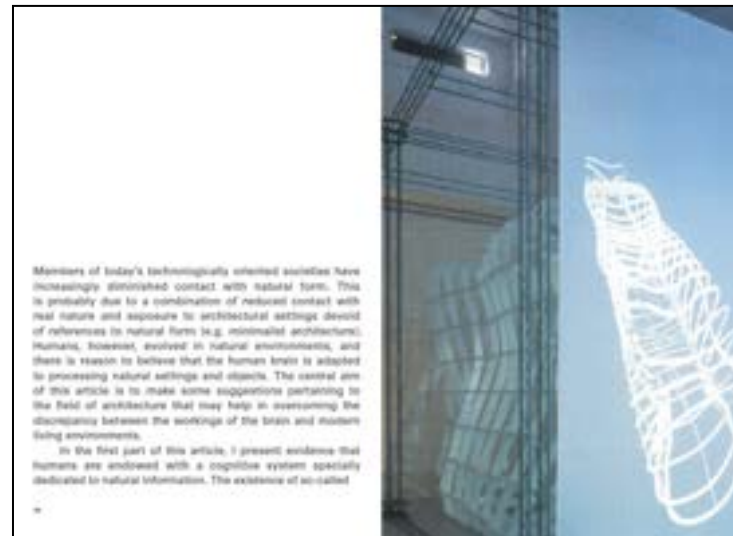 Members of today's technologically oriented societies have
increasingly diminished contact with natural form. This
is probably due to a combination of reduced contact with
real nature and exposure to architectural settings devoid
of references to natural form (e.g. minimalist architecture).
Humans, however, evolved in natural environments, and
there is reason to believe that the human brain is adapted
to processing natural settings and objects. The central aim
of this article is to make some suggestions pertaining to
the field of architecture that may help in overcoming the
discrepancy between the workings of the brain and modern
living environments.
In the first part of this article, I present evidence that
humans are endowed with a cognitive system specially
dedicated to natural information. The existence of so-called